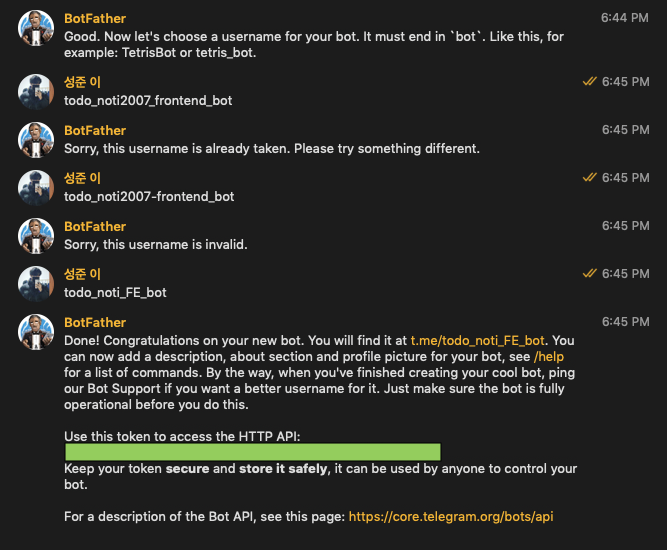 BotFather 6:44 PM
Good. Now let's choose a username for your bot. It must end in `bot`. Like this, for
example: TetrisBot or tetris_bot.
성준 이 6:45 PM
todo_noti2007_frontend_bot
BotFather 6:45 PM
Sorry, this username is already taken. Please try something different.
성준 이 6:45 PM
todo_noti2007-frontend_bot
BotFather 6:45 PM
Sorry, this username is invalid.
성준 이 6:45 PM
todo_noti_FE_bot
BotFather 6:45 PM
Done! Congratulations on your new bot. You will find it at t.me/todo_noti_FE_bot. You
can now add a description, about section and profile picture for your bot, see /help
for a list of commands. By the way, when you've finished creating your cool bot, ping
our Bot Support if you want a better username for it. Just make sure the bot is fully
operational before you do this.
Use this token to access the HTTP API:
Keep your token secure and store it safely, it can be used by anyone to control your
bot.
For a description of the Bot API, see this page: https://core.telegram.org/bots/api